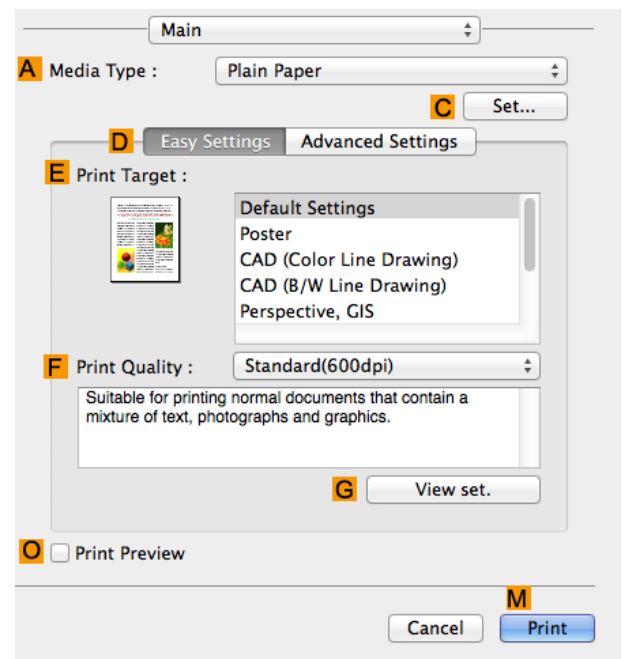 Main
A Media Type : Plain Paper
C Set...
D Easy Settings Advanced Settings
E Print Target :
Default Settings
Poster
CAD (Color Line Drawing)
CAD (B/W Line Drawing)
Perspective, GIS
F Print Quality : Standard(600dpi)
Suitable for printing normal documents that contain a
mixture of text, photographs and graphics.
G View set.
O Print Preview
M
Cancel Print